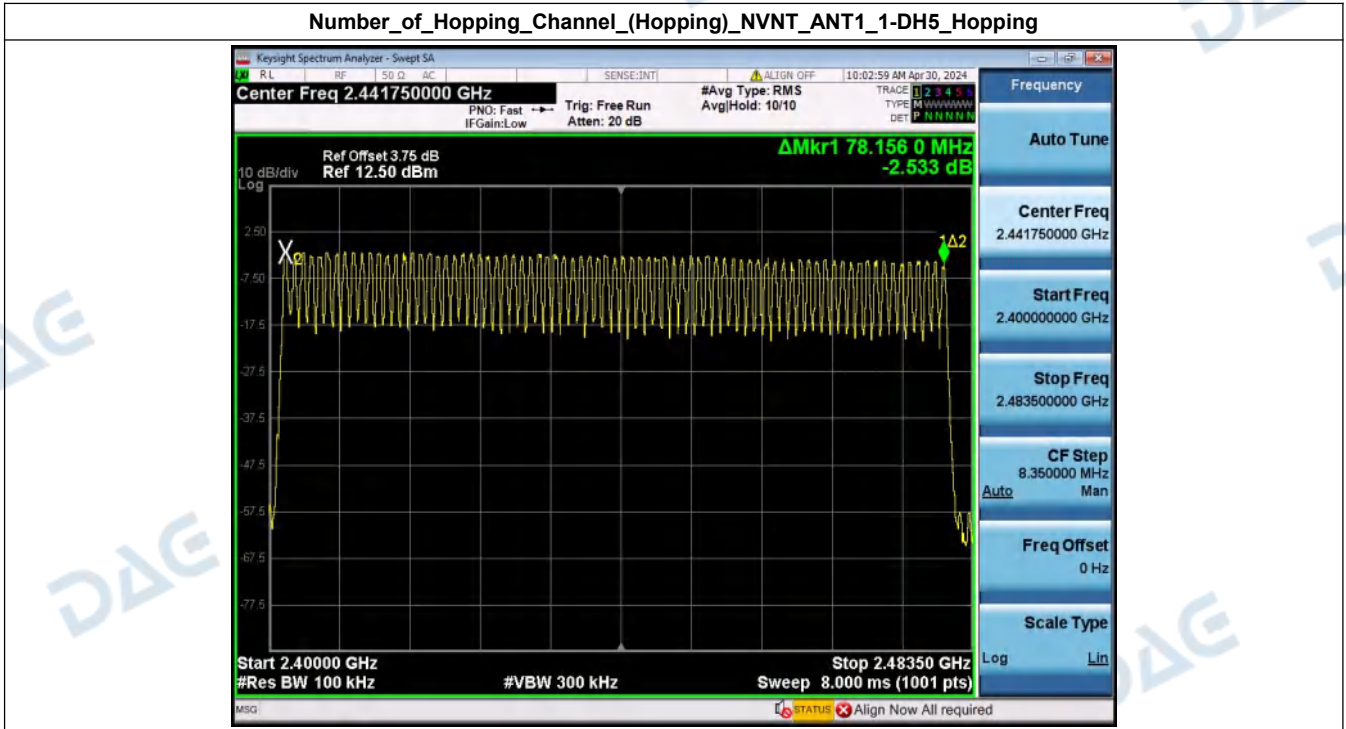 Number_of_Hopping_Channel_(Hopping)_NVNT_ANT1_1-DH5_Hopping
Keysight Spectrum Analyzer - Swept SA
RL RF 50 Ω AC SENSE:INT ALIGN OFF 10:02:59 AM Apr 30, 2024
Center Freq 2.441750000 GHz
PNO: Fast
IFGain:Low
Trig: Free Run
Atten: 20 dB
#Avg Type: RMS
Avg|Hold: 10/10
TRACE 1 2 3 4 5 6
TYPE M WWWWW
DET P N N N N N
ΔMkr1 78.156 0 MHz
-2.533 dB
Ref Offset 3.75 dB
10 dB/div Ref 12.50 dBm
Log
2.50
-7.50
-17.5
-27.5
-37.5
-47.5
-57.5
-67.5
-77.5
X2
1Δ2
Start 2.40000 GHz Stop 2.48350 GHz
#Res BW 100 kHz #VBW 300 kHz Sweep 8.000 ms (1001 pts)
MSG STATUS Align Now All required
Frequency
Auto Tune
Center Freq
2.441750000 GHz
Start Freq
2.400000000 GHz
Stop Freq
2.483500000 GHz
CF Step
8.350000 MHz
Auto Man
Freq Offset
0 Hz
Scale Type
Log Lin
DAE
DAE